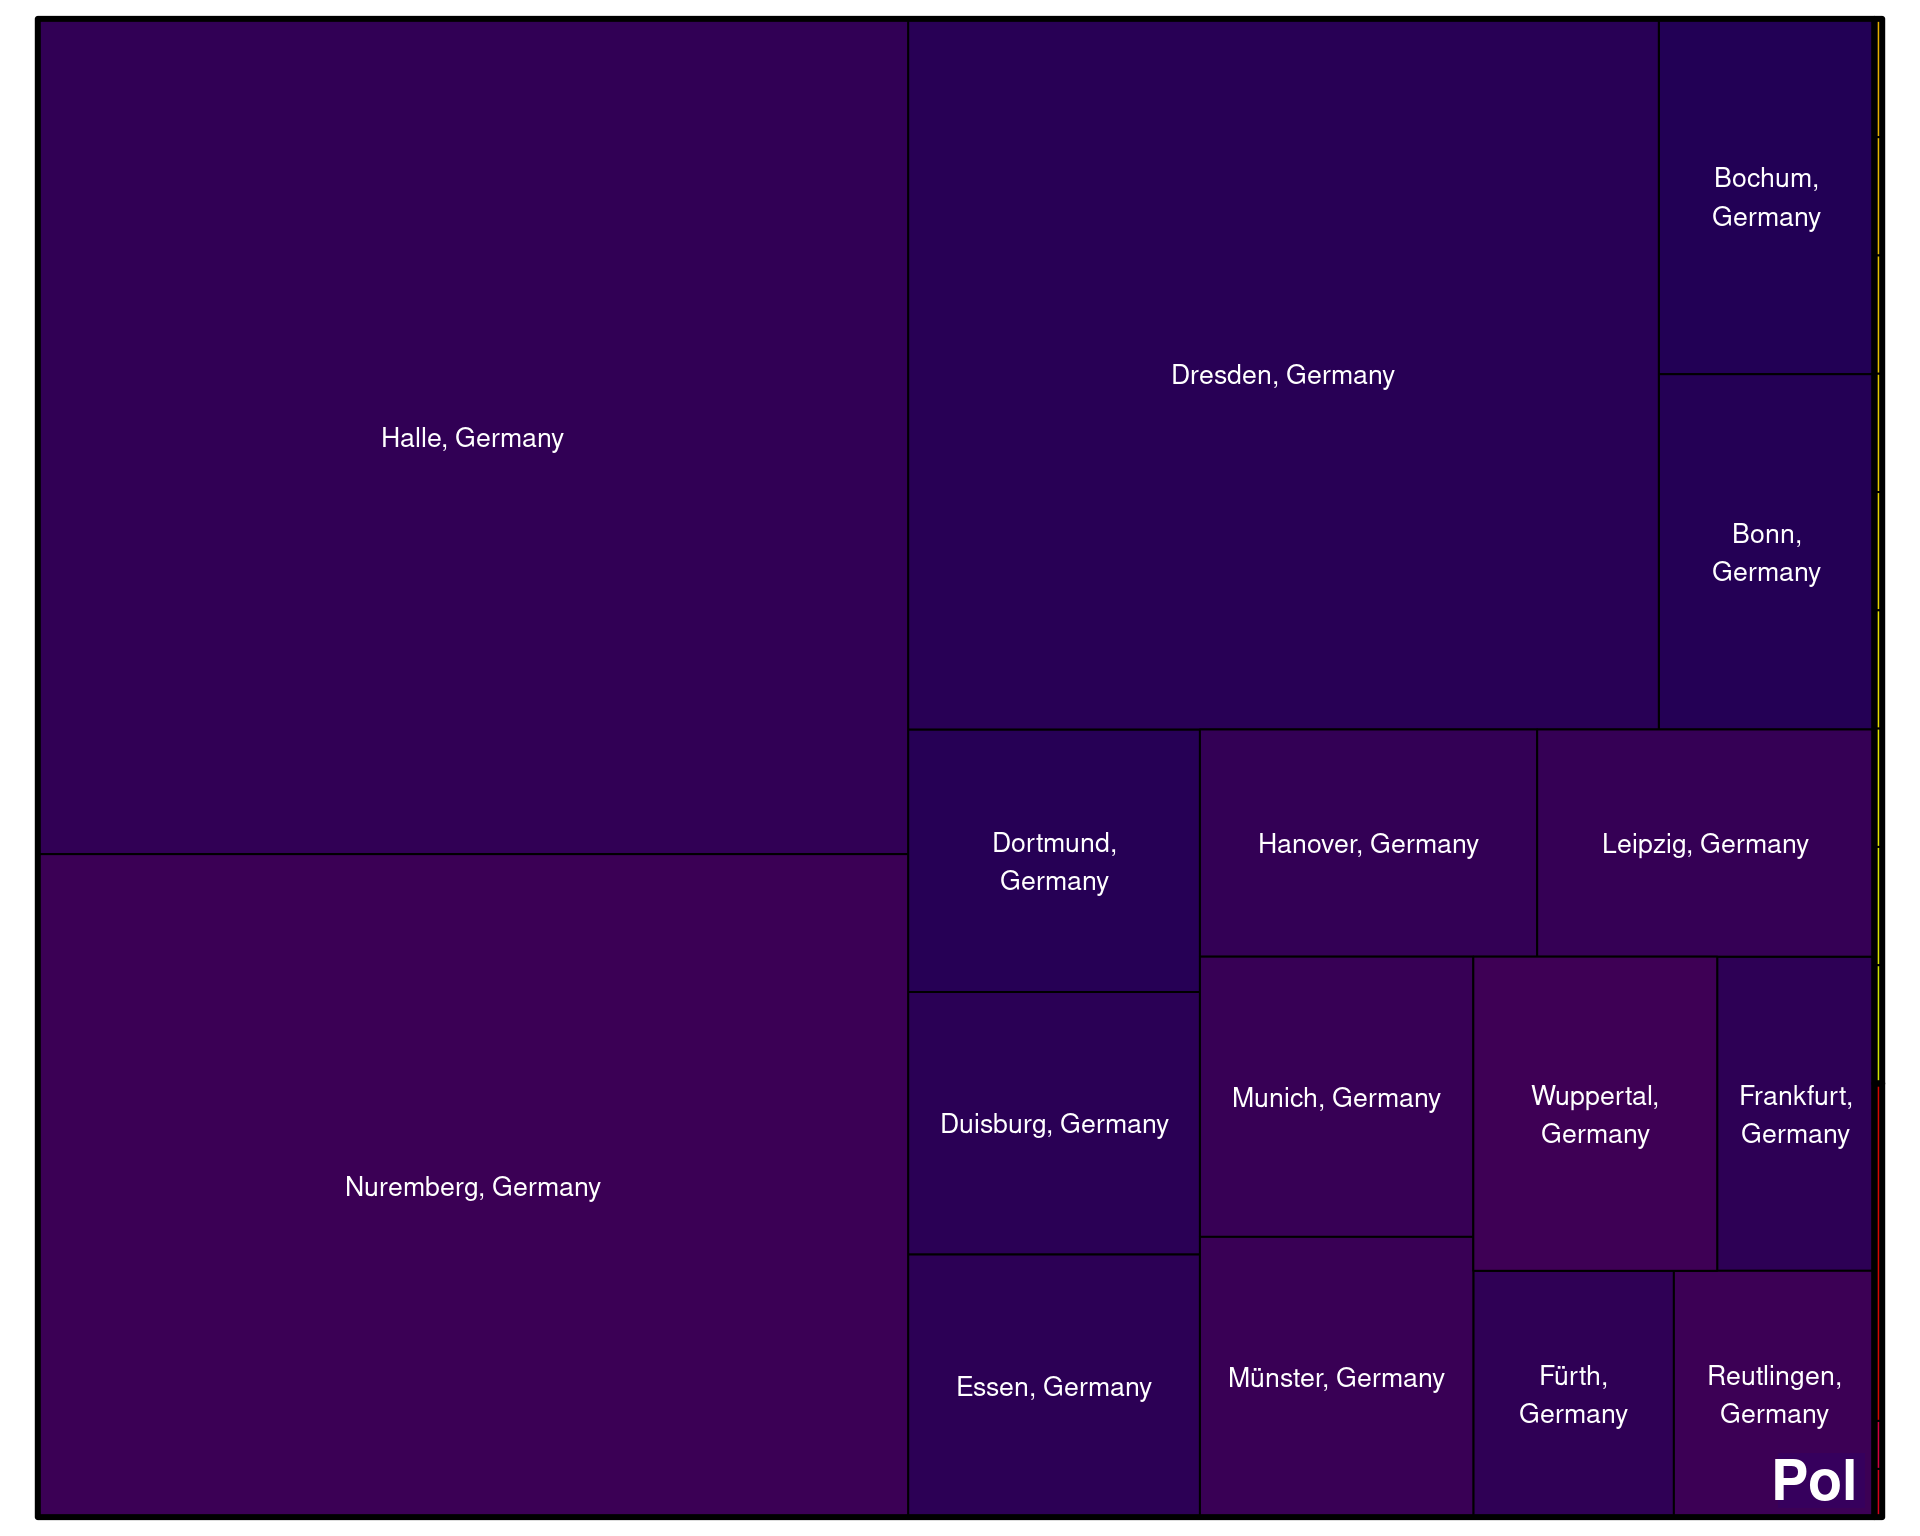 Halle, Germany
Nuremberg, Germany
Dresden, Germany
Bochum,
Germany
Bonn,
Germany
Dortmund,
Germany
Hanover, Germany
Leipzig, Germany
Duisburg, Germany
Munich, Germany
Wuppertal,
Germany
Frankfurt,
Germany
Essen, Germany
Münster, Germany
Fürth,
Germany
Reutlingen,
Germany
Pol